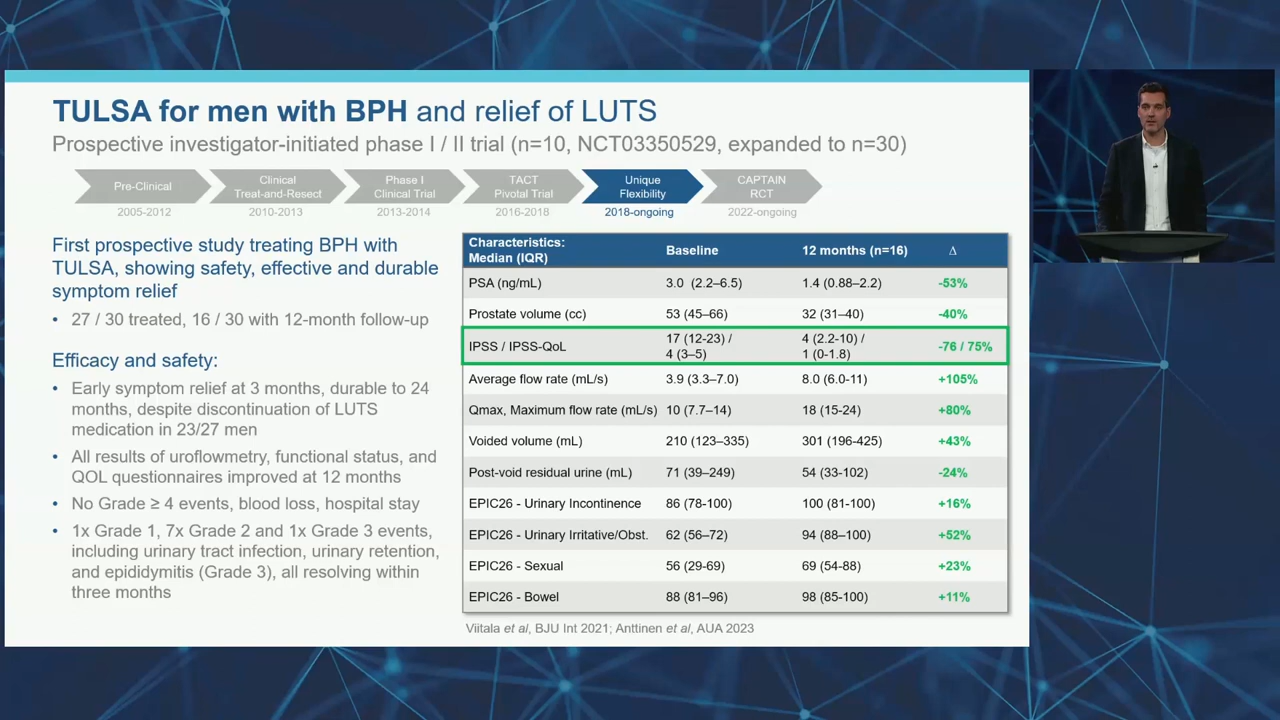 TULSA for men with BPH and relief of LUTS
Prospective investigator-initiated phase I / II trial (n=10, NCT03350529, expanded to n=30)
Pre-Clinical
2005-2012
Clinical
Treat-and-Resect
2010-2013
Phase I
Clinical Trial
2013-2014
TACT
Pivotal Trial
2016-2018
Unique
Flexibility
2018-ongoing
CAPTAIN
RCT
2022-ongoing
First prospective study treating BPH with
TULSA, showing safety, effective and durable
symptom relief
• 27 / 30 treated, 16 / 30 with 12-month follow-up
Efficacy and safety:
• Early symptom relief at 3 months, durable to 24
months, despite discontinuation of LUTS
medication in 23/27 men
• All results of uroflowmetry, functional status, and
QOL questionnaires improved at 12 months
• No Grade ≥ 4 events, blood loss, hospital stay
• 1x Grade 1, 7x Grade 2 and 1x Grade 3 events,
including urinary tract infection, urinary retention,
and epididymitis (Grade 3), all resolving within
three months
Characteristics:
Median (IQR) Baseline 12 months (n=16) Δ
PSA (ng/mL) 3.0 (2.2–6.5) 1.4 (0.88–2.2) -53%
Prostate volume (cc) 53 (45–66) 32 (31–40) -40%
IPSS / IPSS-QoL 17 (12-23) / 4 (3–5) 4 (2.2-10) / 1 (0-1.8) -76 / 75%
Average flow rate (mL/s) 3.9 (3.3–7.0) 8.0 (6.0-11) +105%
Qmax, Maximum flow rate (mL/s) 10 (7.7–14) 18 (15-24) +80%
Voided volume (mL) 210 (123–335) 301 (196-425) +43%
Post-void residual urine (mL) 71 (39–249) 54 (33-102) -24%
EPIC26 - Urinary Incontinence 86 (78-100) 100 (81-100) +16%
EPIC26 - Urinary Irritative/Obst. 62 (56–72) 94 (88–100) +52%
EPIC26 - Sexual 56 (29-69) 69 (54-88) +23%
EPIC26 - Bowel 88 (81–96) 98 (85-100) +11%
Viitala et al, BJU Int 2021; Anttinen et al, AUA 2023